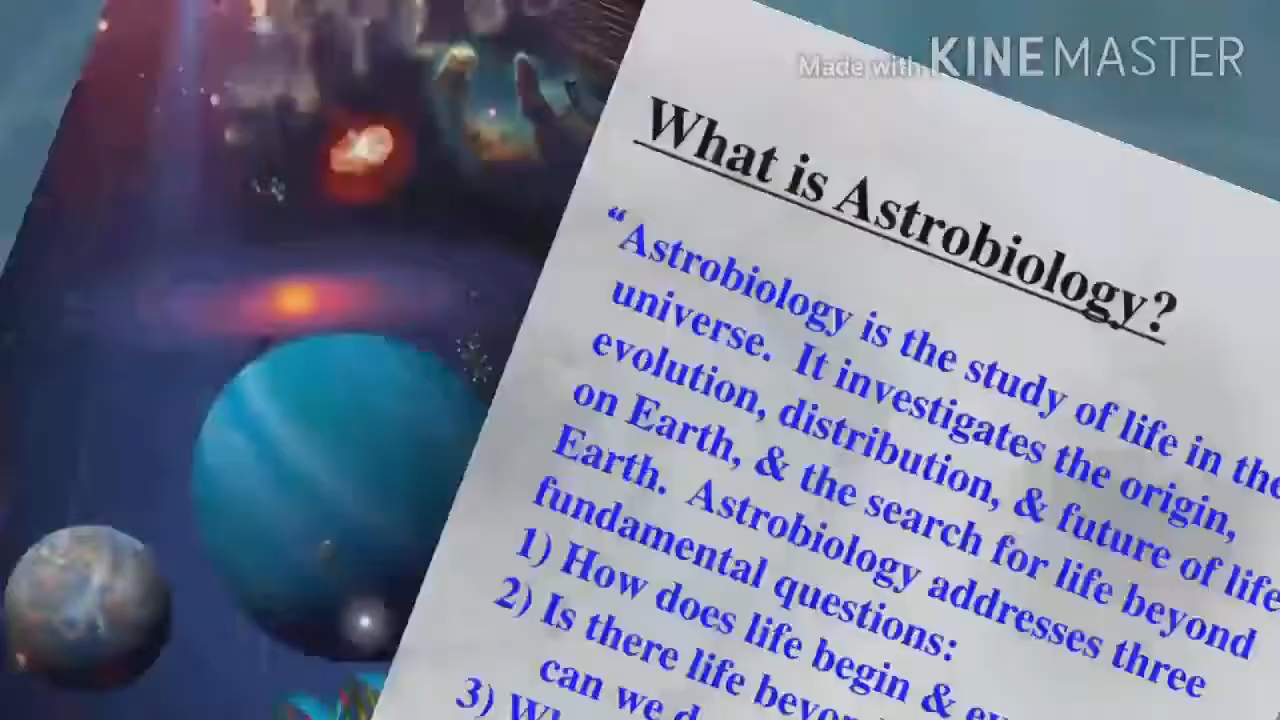 Made with KINEMASTER
What is Astrobiology?
“Astrobiology is the study of life in the
universe. It investigates the origin,
evolution, distribution, & future of life
on Earth, & the search for life beyond
Earth. Astrobiology addresses three
fundamental questions:
1) How does life begin &
2) Is there life
can we
3)